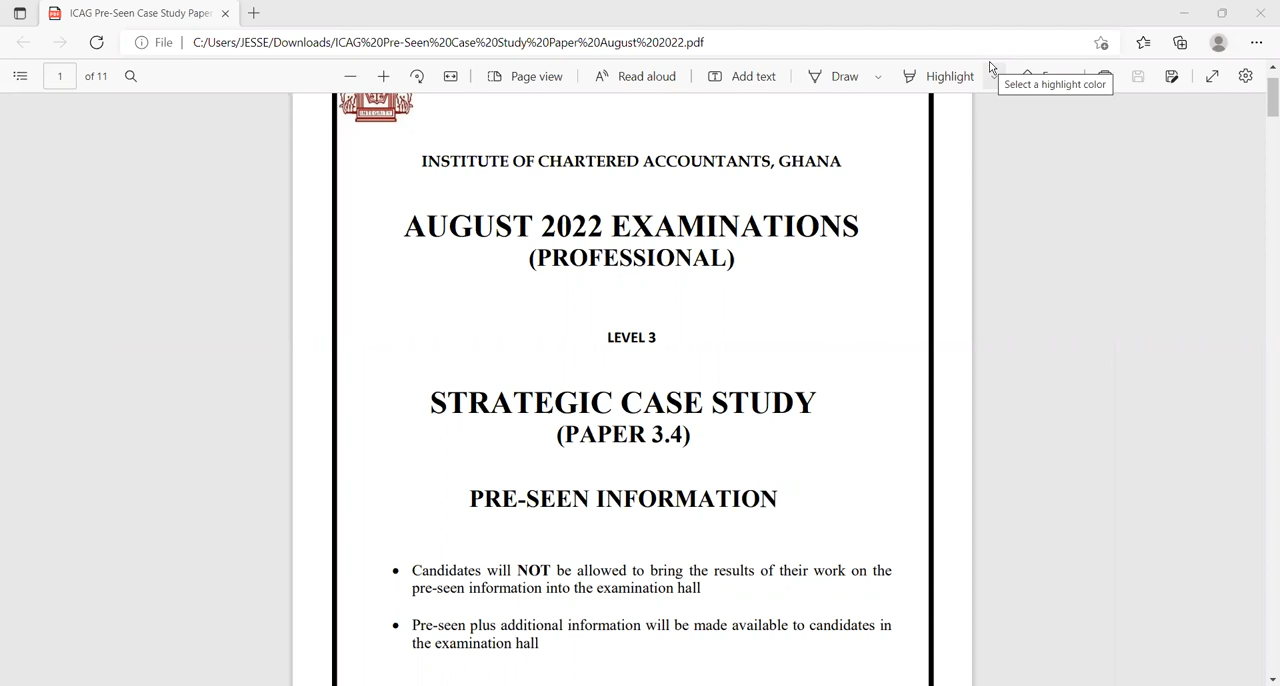 ICAG Pre-Seen Case Study Paper
File
C:/Users/JESSE/Downloads/ICAG%20Pre-Seen%20Case%20Study%20Paper%20August%202022.pdf
1 of 11
Page view
Read aloud
Add text
Draw
Highlight
Select a highlight color
INTEGRITY
INSTITUTE OF CHARTERED ACCOUNTANTS, GHANA
AUGUST 2022 EXAMINATIONS
(PROFESSIONAL)
LEVEL 3
STRATEGIC CASE STUDY
(PAPER 3.4)
PRE-SEEN INFORMATION
• Candidates will NOT be allowed to bring the results of their work on the
pre-seen information into the examination hall
• Pre-seen plus additional information will be made available to candidates in
the examination hall